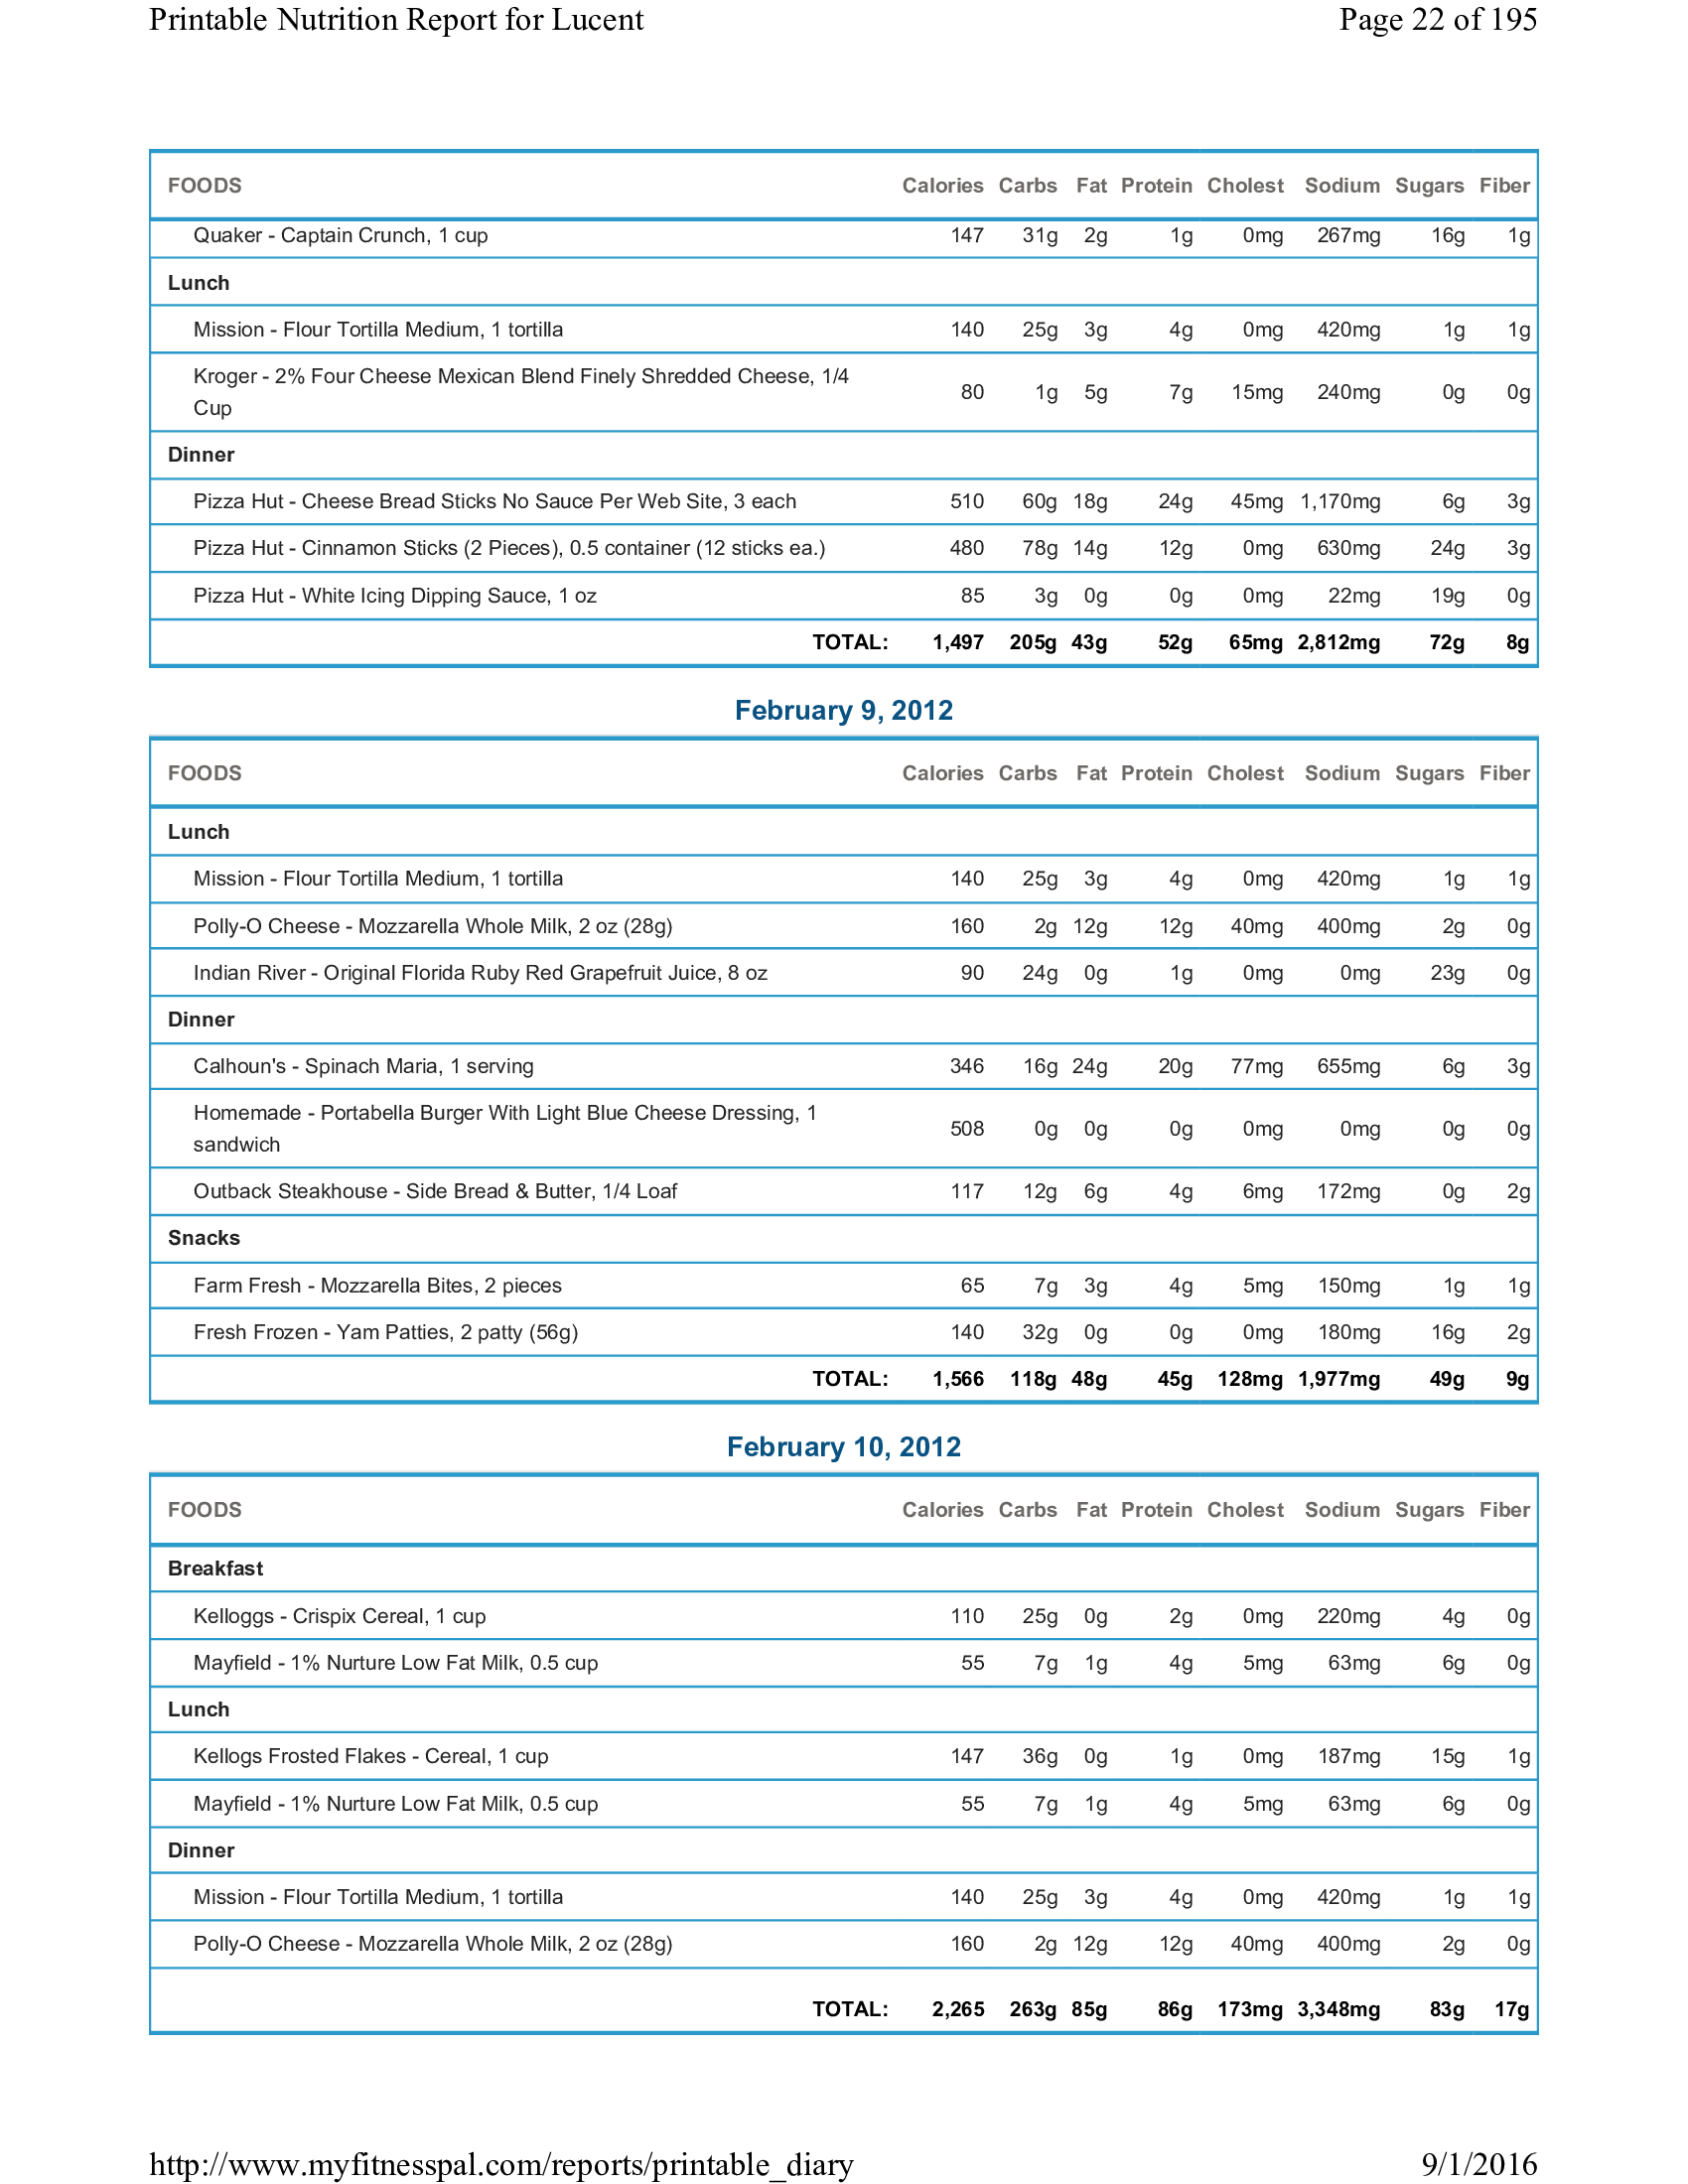 Printable Nutrition Report for Lucent Page 22 of 195
FOODS Calories Carbs Fat Protein Cholest Sodium Sugars Fiber
Quaker - Captain Crunch, 1 cup 147 31g 2g 1g 0mg 267mg 16g 1g
Lunch
Mission - Flour Tortilla Medium, 1 tortilla 140 25g 3g 4g 0mg 420mg 1g 1g
Kroger - 2% Four Cheese Mexican Blend Finely Shredded Cheese, 1/4
Cup 80 1g 5g 7g 15mg 240mg 0g 0g
Dinner
Pizza Hut - Cheese Bread Sticks No Sauce Per Web Site, 3 each 510 60g 18g 24g 45mg 1,170mg 6g 3g
Pizza Hut - Cinnamon Sticks (2 Pieces), 0.5 container (12 sticks ea.) 480 78g 14g 12g 0mg 630mg 24g 3g
Pizza Hut - White Icing Dipping Sauce, 1 oz 85 3g 0g 0g 0mg 22mg 19g 0g
TOTAL: 1,497 205g 43g 52g 65mg 2,812mg 72g 8g
February 9, 2012
FOODS Calories Carbs Fat Protein Cholest Sodium Sugars Fiber
Lunch
Mission - Flour Tortilla Medium, 1 tortilla 140 25g 3g 4g 0mg 420mg 1g 1g
Polly-O Cheese - Mozzarella Whole Milk, 2 oz (28g) 160 2g 12g 12g 40mg 400mg 2g 0g
Indian River - Original Florida Ruby Red Grapefruit Juice, 8 oz 90 24g 0g 1g 0mg 0mg 23g 0g
Dinner
Calhoun's - Spinach Maria, 1 serving 346 16g 24g 20g 77mg 655mg 6g 3g
Homemade - Portabella Burger With Light Blue Cheese Dressing, 1
sandwich 508 0g 0g 0g 0mg 0mg 0g 0g
Outback Steakhouse - Side Bread & Butter, 1/4 Loaf 117 12g 6g 4g 6mg 172mg 0g 2g
Snacks
Farm Fresh - Mozzarella Bites, 2 pieces 65 7g 3g 4g 5mg 150mg 1g 1g
Fresh Frozen - Yam Patties, 2 patty (56g) 140 32g 0g 0g 0mg 180mg 16g 2g
TOTAL: 1,566 118g 48g 45g 128mg 1,977mg 49g 9g
February 10, 2012
FOODS Calories Carbs Fat Protein Cholest Sodium Sugars Fiber
Breakfast
Kelloggs - Crispix Cereal, 1 cup 110 25g 0g 2g 0mg 220mg 4g 0g
Mayfield - 1% Nurture Low Fat Milk, 0.5 cup 55 7g 1g 4g 5mg 63mg 6g 0g
Lunch
Kellogs Frosted Flakes - Cereal, 1 cup 147 36g 0g 1g 0mg 187mg 15g 1g
Mayfield - 1% Nurture Low Fat Milk, 0.5 cup 55 7g 1g 4g 5mg 63mg 6g 0g
Dinner
Mission - Flour Tortilla Medium, 1 tortilla 140 25g 3g 4g 0mg 420mg 1g 1g
Polly-O Cheese - Mozzarella Whole Milk, 2 oz (28g) 160 2g 12g 12g 40mg 400mg 2g 0g
TOTAL: 2,265 263g 85g 86g 173mg 3,348mg 83g 17g
http://www.myfitnesspal.com/reports/printable_diary 9/1/2016